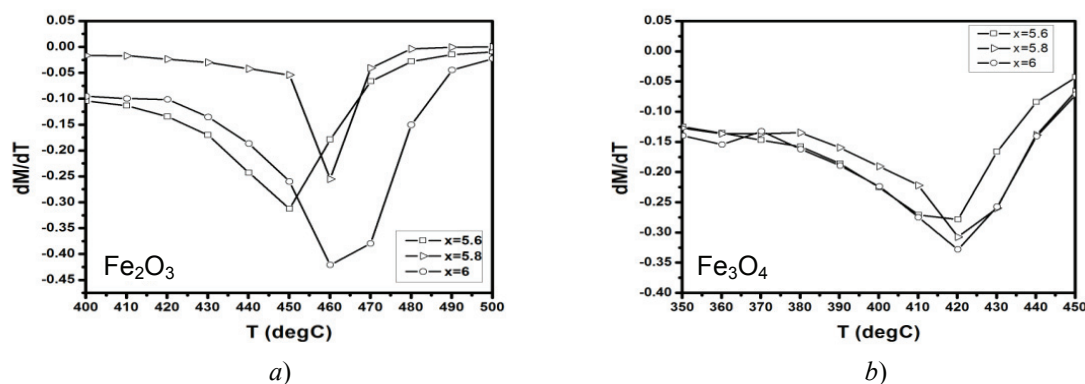 0.05
0.00
-0.05
-0.10
-0.15
-0.20
-0.25
-0.30
-0.35
-0.40
-0.45
dM/dT
x=5.6
x=5.8
x=6
Fe₂O₃
400 410 420 430 440 450 460 470 480 490 500
T (degC)
a)
0.05
0.00
-0.05
-0.10
-0.15
-0.20
-0.25
-0.30
-0.35
-0.40
dM/dT
x=5.6
x=5.8
x=6
Fe₃O₄
350 360 370 380 390 400 410 420 430 440 450
T (degC)
b)